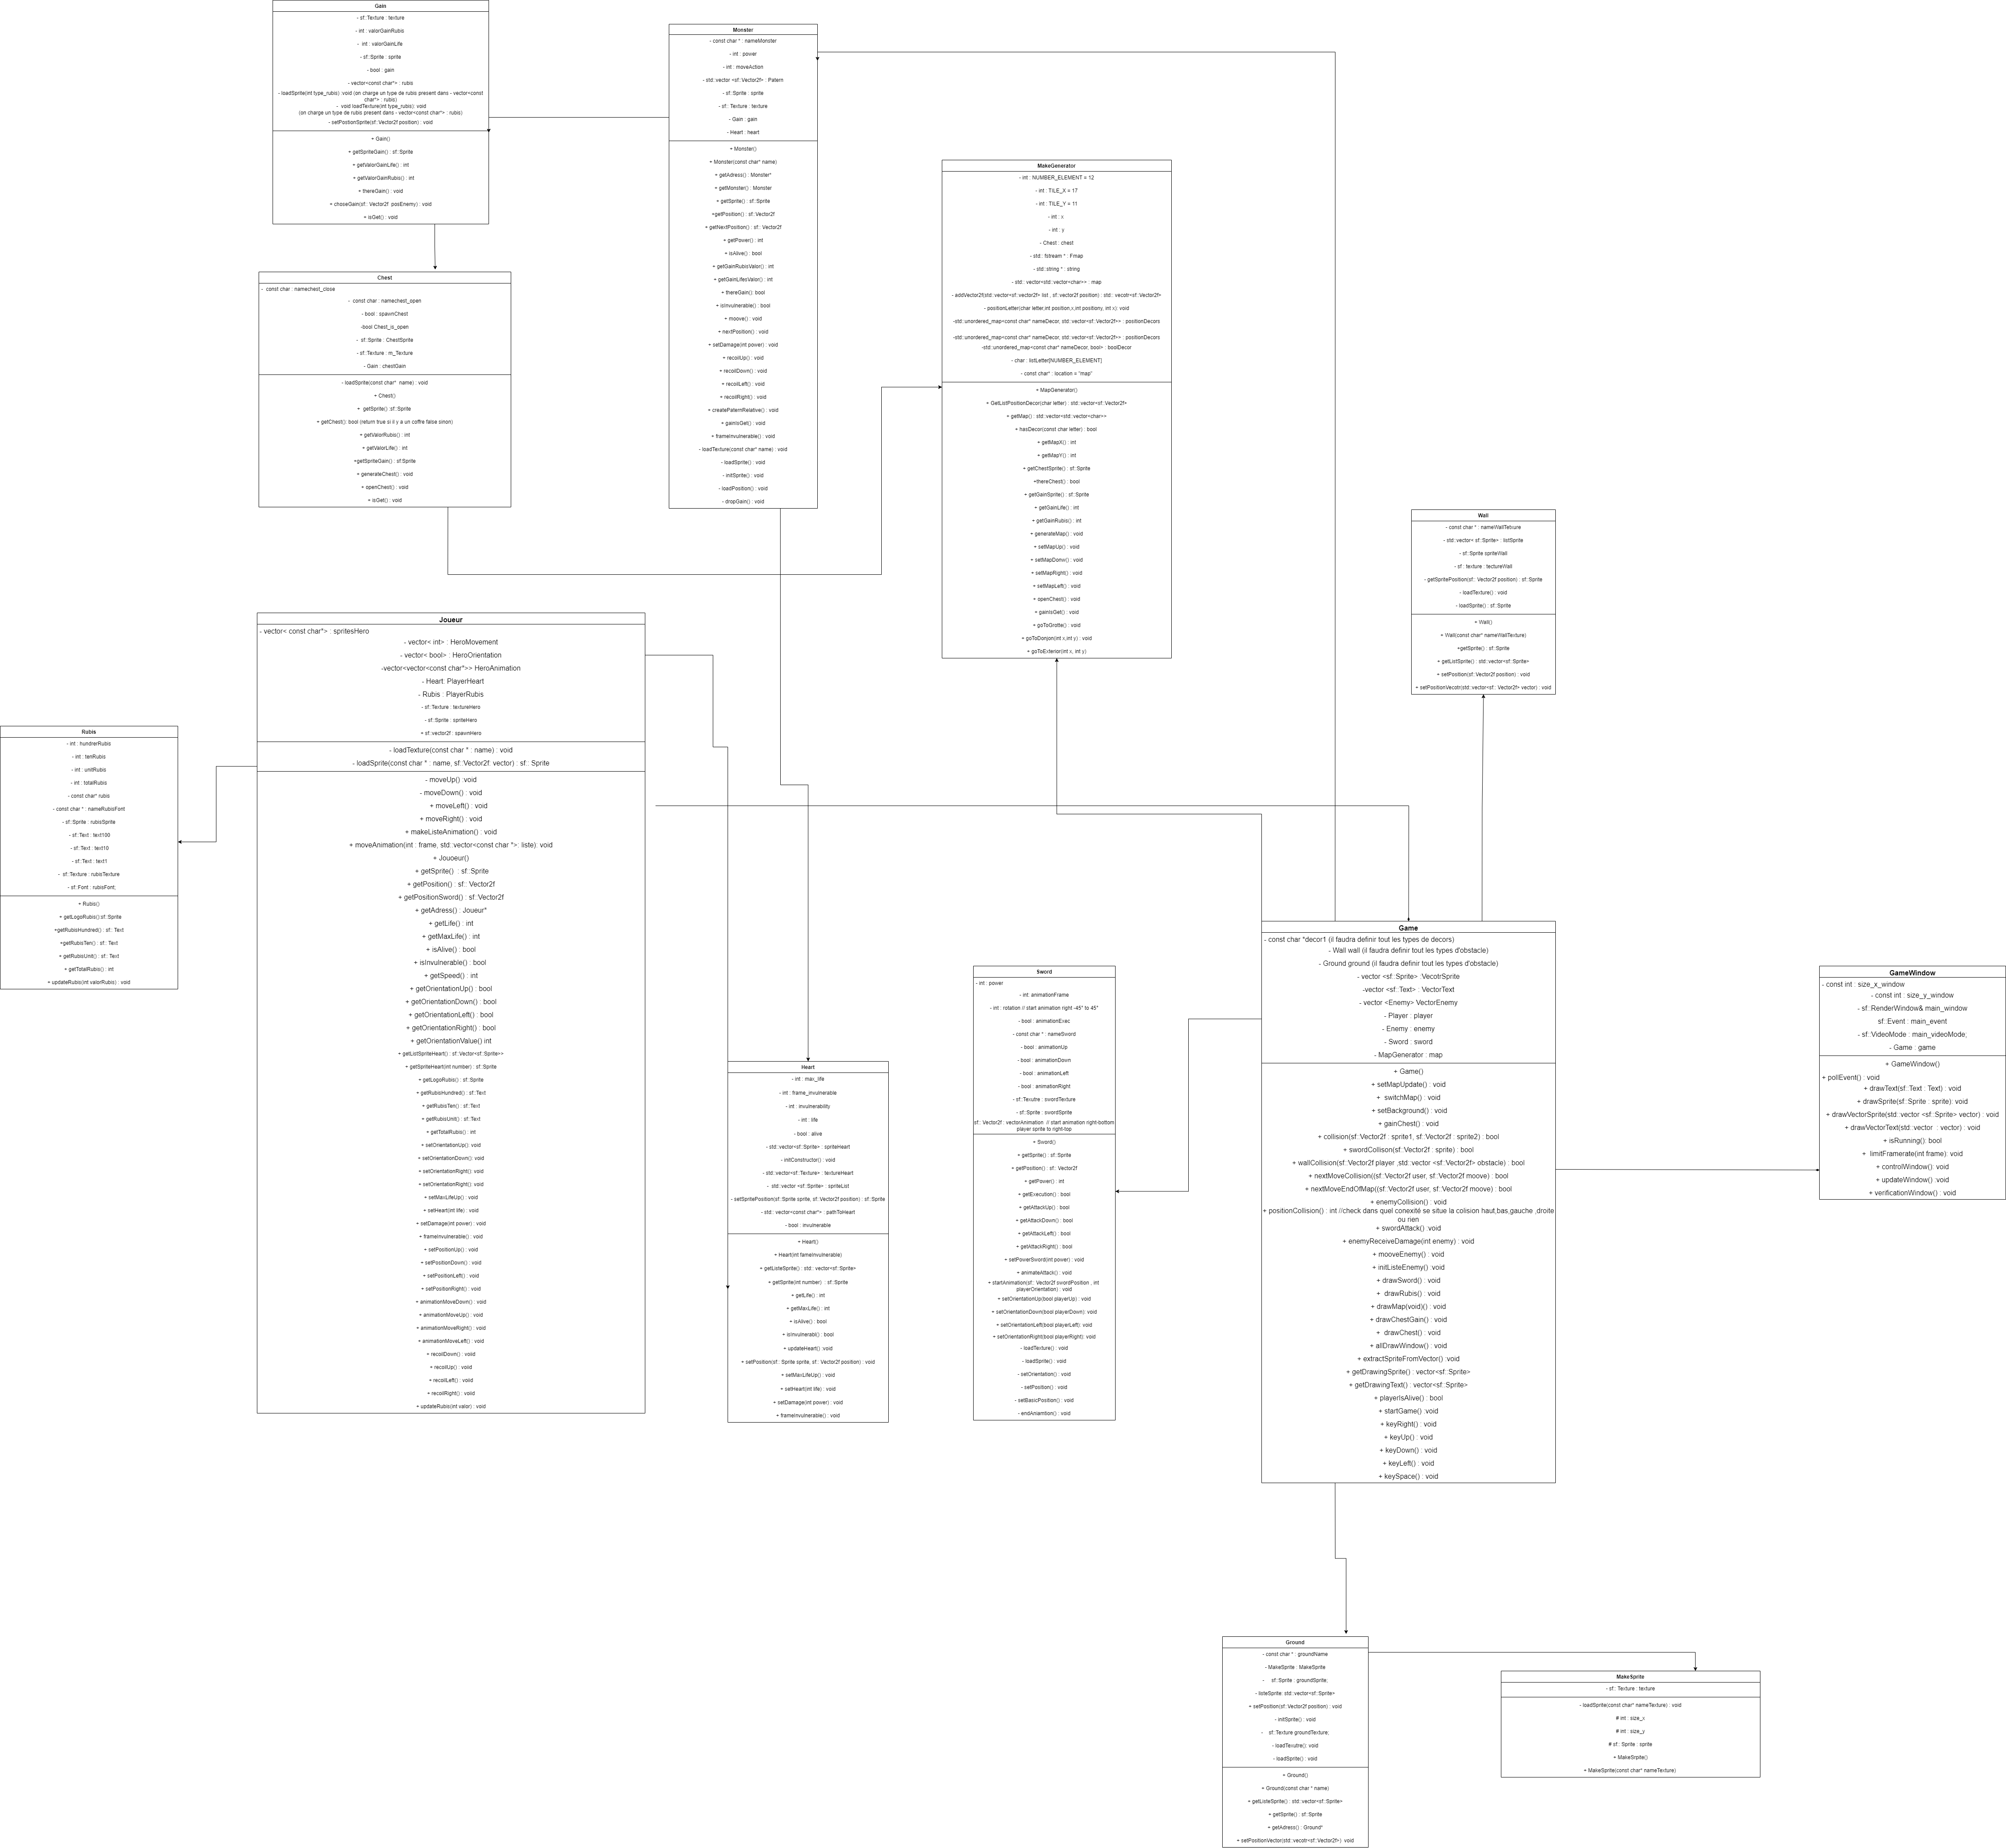 Gain
- sf::Texture : texture
- int : valorGainRubis
- int : valorGainLife
- sf::Sprite : sprite
- bool : gain
- vector<const char*> : rubis
- loadSprite(int type_rubis) :void (on charge un type de rubis present dans - vector<const
char*> : rubis)
- void loadTexture(int type_rubis): void
(on charge un type de rubis present dans - vector<const char*> : rubis)
- setPostionSprite(sf::Vector2f position) : void
+ Gain()
+ getSpriteGain() : sf::Sprite
+ getValorGainLife() : int
+ getValorGainRubis() : int
+ thereGain() : void
+ choseGain(sf:: Vector2f posEnemy) : void
+ isGet() : void
Chest
- const char : namechest_close
- const char : namechest_open
- bool : spawnChest
-bool Chest_is_open
- sf::Sprite : ChestSprite
- sf::Texture : m_Texture
- Gain : chestGain
- loadSprite(const char* name) : void
+ Chest()
+ getSprite() :sf::Sprite
+ getChest(): bool (return true si il y a un coffre false sinon)
+ getValorRubis() : int
+ getValorLife() : int
+getSpriteGain() : sf:Sprite
+ generateChest() : void
+ openChest() : void
+ isGet() : void
Monster
- const char * : nameMonster
- int : power
- int : moveAction
- std::vector <sf::Vector2f> : Patern
- sf:: Sprite : sprite
- sf:: Texture : texture
- Gain : gain
- Heart : heart
+ Monster()
+ Monster(const char* name)
+ getAdress() : Monster*
+ getMonster() : Monster
+ getSprite() : sf::Sprite
+getPosition() : sf::Vector2f
+ getNextPosition() : sf:: Vector2f
+ getPower() : int
+ isAlive() : bool
+ getGainRubisValor() : int
+ getGainLifesValor() : int
+ thereGain(): bool
+ isInvulnerable() : bool
+ moove() : void
+ nextPosition() : void
+ setDamage(int power) : void
+ recoilUp() : void
+ recoilDown() : void
+ recoilLeft() : void
+ recoilRight() : void
+ createPaternRelative() : void
+ gainIsGet() : void
+ frameInvulnerable() : void
- loadTexture(const char* name) : void
- loadSprite() : void
- initSprite() : void
- loadPosition() : void
- dropGain() : void
MakeGenerator
- int : NUMBER_ELEMENT = 12
- int : TILE_X = 17
- int : TILE_Y = 11
- int : x
- int : y
- Chest : chest
- std: fstream * : Fmap
- std: string * : string
- std:: vector<std::vector<char>> : map
- addVector2f(std::vector<sf::vector2f> list , sf::vector2f position) : std:: vecotr<sf::Vector2f>
- positionLetter(char letter,int position,x,int positiony, int x): void
-std::unordered_map<const char* nameDecor, std::vector<sf::Vector2f>> : positionDecors
-std::unordered_map<const char* nameDecor, std::vector<sf::Vector2f>> : positionDecors
-std::unordered_map<const char* nameDecor, bool> : boolDecor
- char : listLetter[NUMBER_ELEMENT]
- const char* : location = "map"
+ MapGenerator()
+ GetListPositionDecor(char letter) : std::vector<sf::Vector2f>
+ getMap() : std::vector<std::vector<char>>
+ hasDecor(const char letter) : bool
+ getMapX() : int
+ getMapY() : int
+ getChestSprite() : sf::Sprite
+thereChest() : bool
+ getGainSprite() : sf::Sprite
+ getGainLife() : int
+ getGainRubis() : int
+ generateMap() : void
+ setMapUp() : void
+ setMapDonw() : void
+ setMapRight() : void
+ setMapLeft() : void
+ openChest() : void
+ gainIsGet() : void
+ goToGrotte() : void
+ goToDonjon(int x,int y) : void
+ goToExterior(int x, int y)
Wall
- const char * : nameWallTetxure
- std::vector< sf::Sprite> : listSprite
- sf::Sprite spriteWall
- sf:: texture : tectureWall
- getSpritePosition(sf:: Vector2f position) : sf::Sprite
- loadTexture() : void
- loadSprite() : sf::Sprite
+ Wall()
+ Wall(const char* nameWallTexture)
+getSprite() : sf::Sprite
+ getListSprite() : std::vector<sf::Sprite>
+ setPosition(sf::Vector2f position) : void
+ setPositionVecotr(std::vector<sf:: Vector2f> vector) : void
Joueur
- vector< const char*> : spritesHero
- vector< int> : HeroMovement
- vector< bool> : HeroOrientation
-vector<vector<const char*>> HeroAnimation
- Heart: PlayerHeart
- Rubis : PlayerRubis
- sf::Texture : textureHero
- sf::Sprite : spriteHero
+ sf::vector2f : spawnHero
- loadTexture(const char * : name) : void
- loadSprite(const char * : name, sf::Vector2f: vector) : sf:: Sprite
- moveUp() :void
- moveDown() : void
+ moveLeft() : void
+ moveRight() : void
+ makeListeAnimation() : void
+ moveAnimation(int : frame, std::vector<const char *>: liste): void
+ Jouoeur()
+ getSprite() : sf::Sprite
+ getPosition() : sf:: Vector2f
+ getPositionSword() : sf::Vector2f
+ getAdress() : Joueur*
+ getLife() : int
+ getMaxLife() : int
+ isAlive() : bool
+ isInvulnerable() : bool
+ getSpeed() : int
+ getOrientationUp() : bool
+ getOrientationDown() : bool
+ getOrientationLeft() : bool
+ getOrientationRight() : bool
+ getOrientationValue() int
+ getListSpriteHeart() : sf::Vector<sf::Sprite>>
+ getSpriteHeart(int number) : sf::Sprite
+ getLogoRubis() : sf::Sprite
+ getRubisHundred() : sf::Text
+ getRubisTen() : sf::Text
+ getRubisUnit() : sf::Text
+ getTotalRubis() : int
+ setOrientationUp(): void
+ setOrientationDown(): void
+ setOrientationRight(): void
+ setOrientationRight(): void
+ setMaxLifeUp() : void
+ setHeart(int life) : void
+ setDamage(int power) : void
+ frameInvulnerable() : void
+ setPositionUp() : void
+ setPositionDown() : void
+ setPositionLeft() : void
+ setPositionRight() : void
+ animationMoveDown() : void
+ animationMoveUp() : void
+ animationMoveRight() : void
+ animationMoveLeft() : void
+ recoilDown() : void
+ recoilUp() : void
+ recoilLeft() : void
+ recoilRight() : void
+ updateRubis(int valor) : void
Rubis
- int : hundrerRubis
- int : tenRubis
- int : unitRubis
- int : totalRubis
- const char* rubis
- const char * : nameRubisFont
- sf::Sprite : rubisSprite
- sf::Text : text100
- sf::Text : text10
- sf::Text : text1
- sf::Texture : rubisTexture
- sf::Font : rubisFont;
+ Rubis()
+ getLogoRubis():sf::Sprite
+getRubisHundred() : sf:: Text
+getRubisTen() : sf:: Text
+ getRubisUnit() : sf:: Text
+ getTotalRubis() : int
+ updateRubis(int valorRubis) : void
Heart
- int : max_life
- int : frame_invulnerable
- int : invulnerability
- int : life
- bool : alive
- std::vector<sf::Sprite> : spriteHeart
- initConstructor() : void
- std::vector<sf::Texture> : textureHeart
- std::vector <sf::Sprite> : spriteList
- setSpritePosition(sf::Sprite sprite, sf::Vector2f position) : sf::Sprite
- std:: vector<const char*> : pathToHeart
- bool : invulnerable
+ Heart()
+ Heart(int fameInvulnerable)
+ getListeSprite() : std:: vector<sf::Sprite>
+ getSprite(int number) : sf::Sprite
+ getLife() : int
+ getMaxLife() : int
+ isAlive() : bool
+ isInvulnerabl() : bool
+ updateHeart() :void
+ setPosition(sf:: Sprite sprite, sf:: Vector2f position) : void
+ setMaxLifeUp() : void
+ setHeart(int life) : void
+ setDamage(int power) : void
+ frameInvulnerable() : void
Sword
- int : power
- int: animationFrame
- int : rotation // start animation right -45° to 45°
- bool : animationExec
- const char * : nameSword
- bool : animationUp
- bool : animationDown
- bool : animationLeft
- bool : animationRight
- sf::Texutre : swordTexture
- sf::Sprite : swordSprite
sf:: Vector2f : vectorAnimation // start animation right-bottom
player sprite to right-top
+ Sword()
+ getSprite() : sf::Sprite
+ getPosition() : sf:: Vector2f
+ getPower() : int
+ getExecution() : bool
+ getAttackUp() : bool
+ getAttackDown() : bool
+ getAttackLeft() : bool
+ getAttackRight() : bool
+ setPowerSword(int power) : void
+ animateAttack() : void
+ startAnimation(sf:: Vector2f swordPosition , int
playerOrientation) : void
+ setOrientationUp(bool playerUp) : void
+ setOrientationDown(bool playerDown): void
+ setOrientationLeft(bool playerLeft): void
+ setOrientationRight(bool playerRight): void
- loadTexture() : void
- loadSprite() : void
- setOrientation() : void
- setPosition() : void
- setBasicPosition() : void
- endAniamtion() : void
Game
- const char *decor1 (il faudra definir tout les types de decors)
- Wall wall (il faudra definir tout les types d'obstacle)
- Ground ground (il faudra definir tout les types d'obstacle)
- vector <sf::Sprite> :VecotrSprite
-vector <sf::Text> : VectorText
- vector <Enemy> VectorEnemy
- Player : player
- Enemy : enemy
- Sword : sword
- MapGenerator : map
+ Game()
+ setMapUpdate() : void
+ switchMap() : void
+ setBackground() : void
+ gainChest() : void
+ collision(sf::Vector2f : sprite1, sf::Vector2f : sprite2) : bool
+ swordCollison(sf::Vector2f : sprite) : bool
+ wallCollision(sf::Vector2f player ,std::vector <sf::Vector2f> obstacle) : bool
+ nextMoveCollision((sf::Vector2f user, sf::Vector2f moove) : bool
+ nextMoveEndOfMap((sf::Vector2f user, sf::Vector2f moove) : bool
+ enemyCollision() : void
+ positionCollision() : int //check dans quel conexité se situe la colision haut,bas,gauche ,droite
ou rien
+ swordAttack() :void
+ enemyReceiveDamage(int enemy) : void
+ mooveEnemy() : void
+ initListeEnemy() :void
+ drawSword() : void
+ drawRubis() : void
+ drawMap(void)() : void
+ drawChestGain() : void
+ drawChest() : void
+ allDrawWindow() : void
+ extractSpriteFromVector() :void
+ getDrawingSprite() : vector<sf::Sprite>
+ getDrawingText() : vector<sf::Sprite>
+ playerIsAlive() : bool
+ startGame() :void
+ keyRight() : void
+ keyUp() : void
+ keyDown() : void
+ keyLeft() : void
+ keySpace() : void
GameWindow
- const int : size_x_window
- const int : size_y_window
- sf::RenderWindow& main_window
sf::Event : main_event
- sf::VideoMode : main_videoMode;
- Game : game
+ GameWindow()
+ pollEvent() : void
+ drawText(sf::Text : Text) : void
+ drawSprite(sf::Sprite : sprite): void
+ drawVectorSprite(std::vector <sf::Sprite> vector) : void
+ drawVectorText(std::vector : vector) : void
+ isRunning(): bool
+ limitFramerate(int frame): void
+ controlWindow(): void
+ updateWindow() :void
+ verificationWindow() : void
Ground
- const char * : groundName
- MakeSprite : MakeSprite
- sf::Sprite : groundSprite;
- listeSprite: std::vector<sf::Sprite>
+ setPosition(sf::Vector2f position) : void
- initSprite() : void
- sf::Texture groundTexture;
- loadTexutre(): void
- loadSprite() : void
+ Ground()
+ Ground(const char * name)
+ getListeSprite() : std::vector<sf::Sprite>
+ getSprite() : sf::Sprite
+ getAdress() : Ground*
+ setPositionVector(std::vecotr<sf::Vector2f>) : void
MakeSprite
- sf:: Texture : texture
- loadSprite(const char* nameTexture) : void
# int : size_x
# int : size_y
# sf:: Sprite : sprite
+ MakeSrpite()
+ MakeSprite(const char* nameTexture)